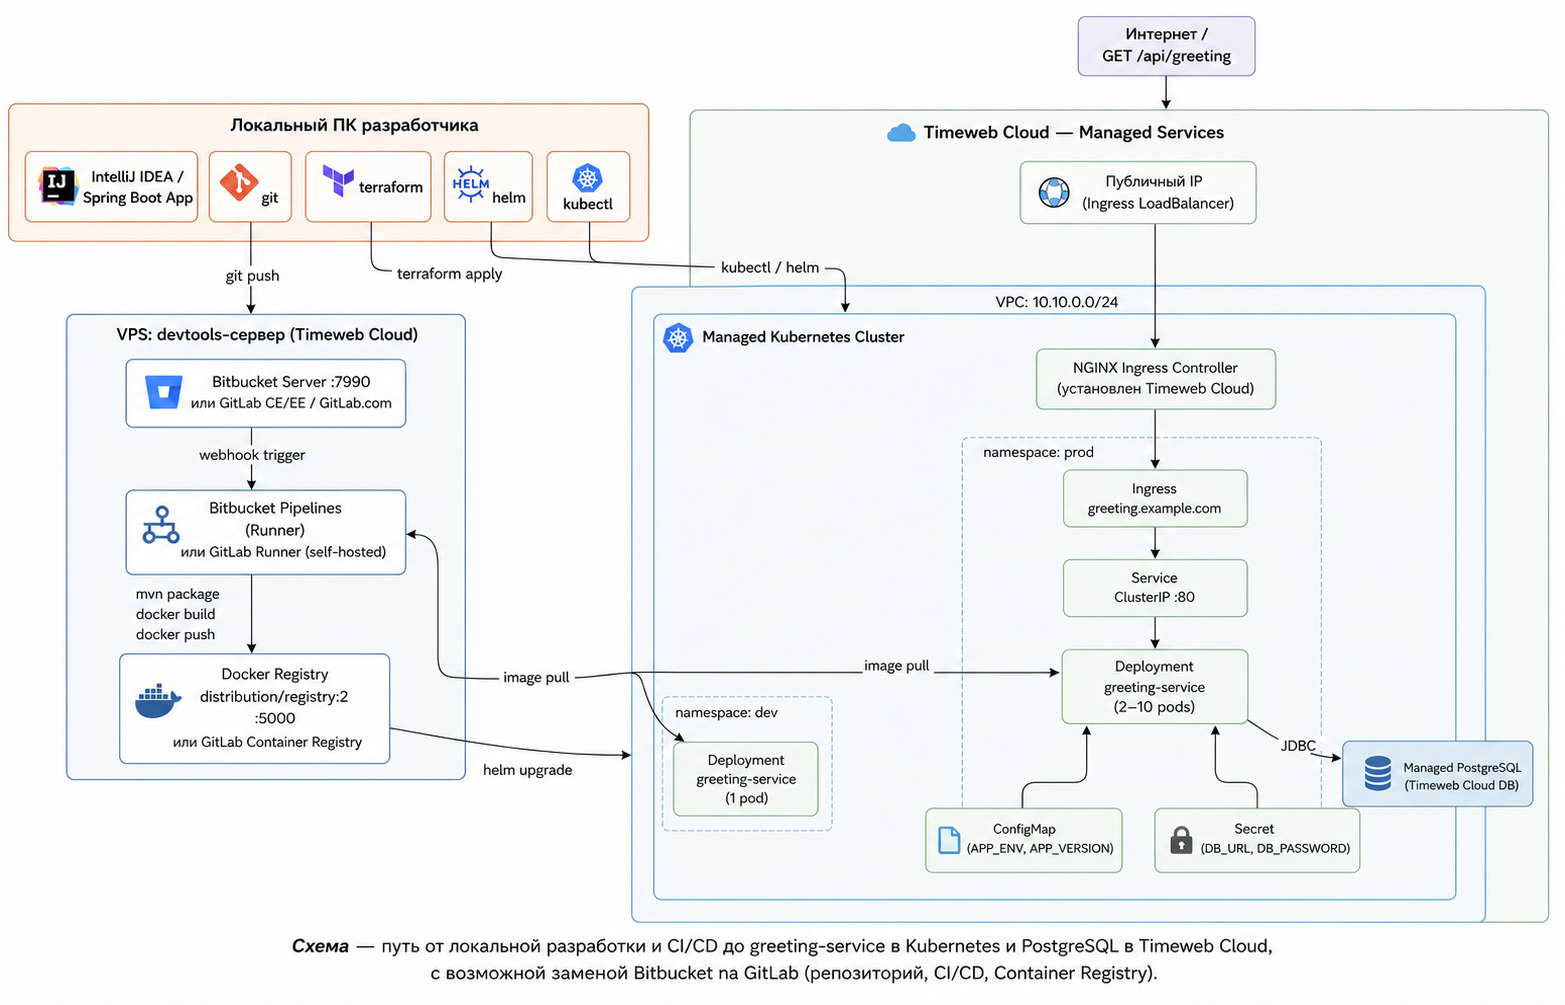 Интернет /
GET /api/greeting
Локальный ПК разработчика
IJ
IntelliJ IDEA /
Spring Boot App
git
terraform
HELM
helm
kubectl
git push
terraform apply
kubectl / helm
Timeweb Cloud — Managed Services
Публичный IP
(Ingress LoadBalancer)
VPC: 10.10.0.0/24
Managed Kubernetes Cluster
NGINX Ingress Controller
(установлен Timeweb Cloud)
namespace: prod
Ingress
greeting.example.com
Service
ClusterIP :80
Deployment
greeting-service
(2–10 pods)
JDBC
Managed PostgreSQL
(Timeweb Cloud DB)
ConfigMap
(APP_ENV, APP_VERSION)
Secret
(DB_URL, DB_PASSWORD)
VPS: devtools-сервер (Timeweb Cloud)
Bitbucket Server :7990
или GitLab CE/EE / GitLab.com
webhook trigger
Bitbucket Pipelines
(Runner)
или GitLab Runner (self-hosted)
mvn package
docker build
docker push
Docker Registry
distribution/registry:2
:5000
или GitLab Container Registry
image pull
image pull
helm upgrade
namespace: dev
Deployment
greeting-service
(1 pod)
Схема — путь от локальной разработки и CI/CD до greeting-service в Kubernetes и PostgreSQL в Timeweb Cloud,
с возможной заменой Bitbucket na GitLab (репозиторий, CI/CD, Container Registry).